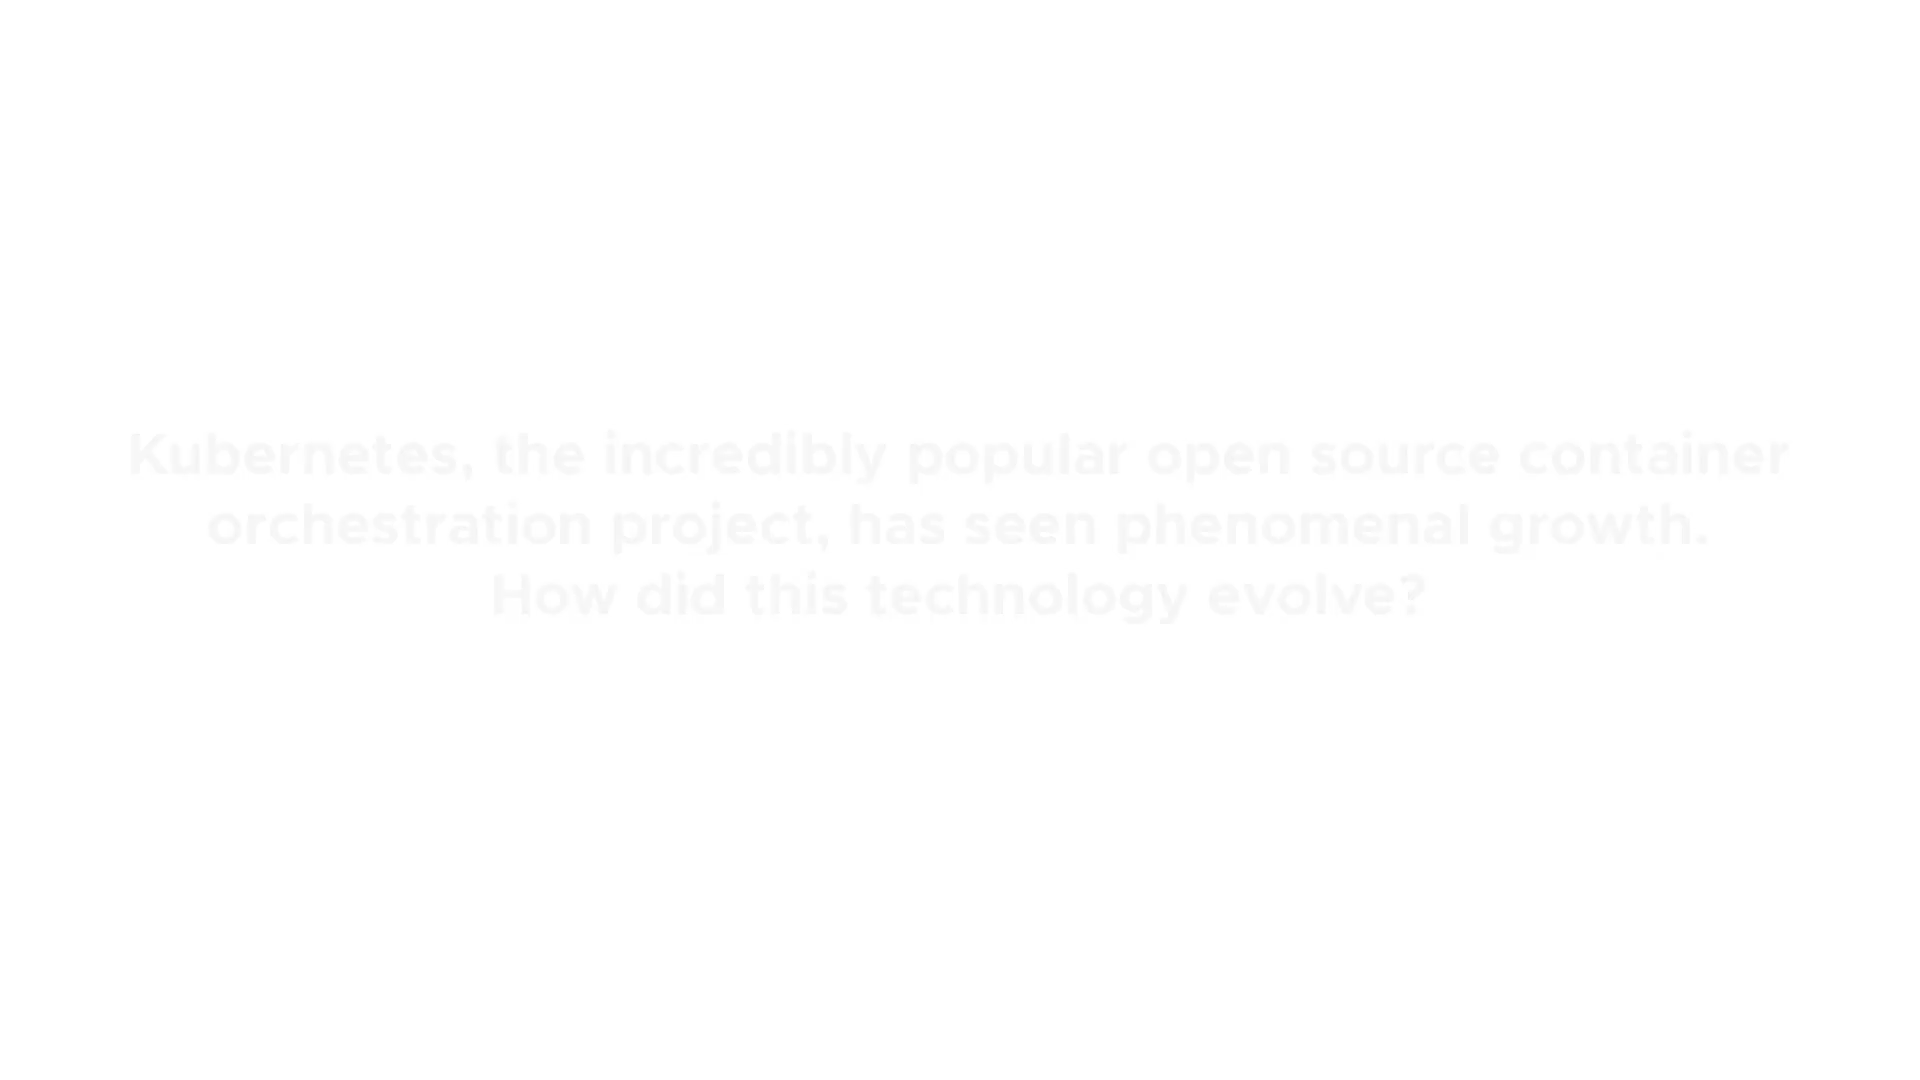 Kubernetes, the incredibly popular open source container
orchestration project, has seen phenomenal growth.
How did this technology evolve?